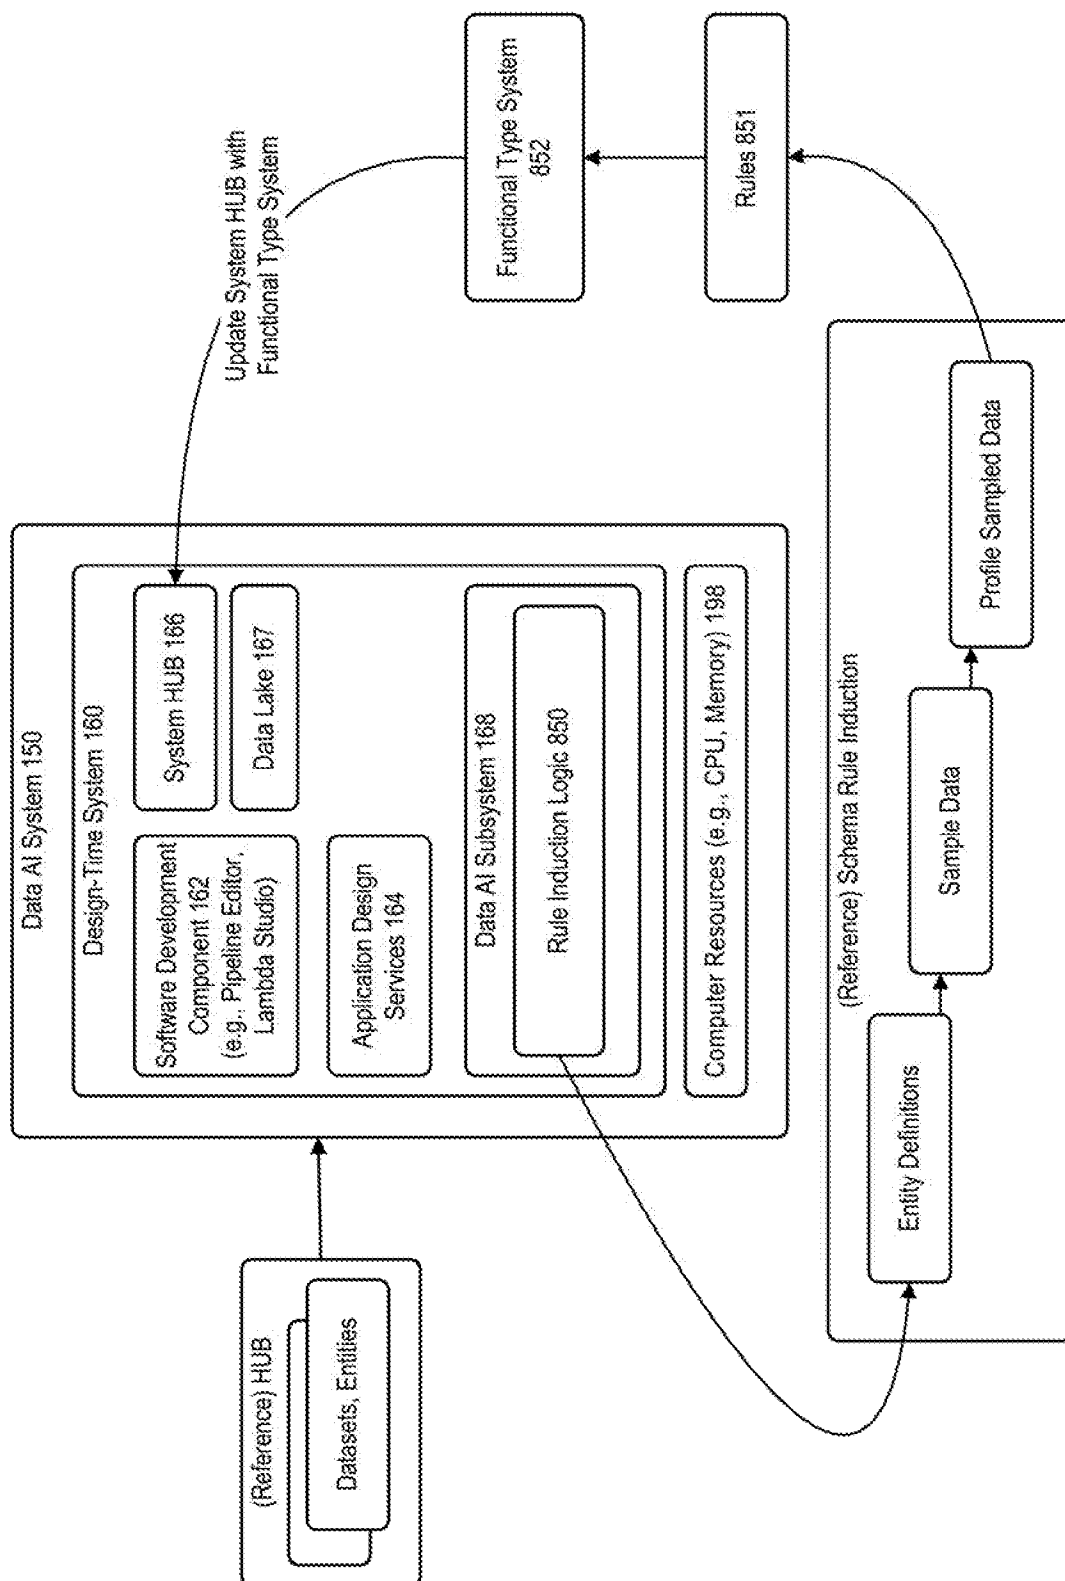 (Reference) HUB
Datasets, Entities
Data AI System 150
Design-Time System 160
Software Development
Component 162
(e.g., Pipeline Editor,
Lambda Studio)
System HUB 166
Data Lake 167
Application Design
Services 164
Data AI Subsystem 168
Rule Induction Logic 850
Computer Resources (e.g., CPU, Memory) 198
(Reference) Schema Rule Induction
Entity Definitions
Sample Data
Profile Sampled Data
Rules 851
Functional Type System
852
Update System HUB with
Functional Type System